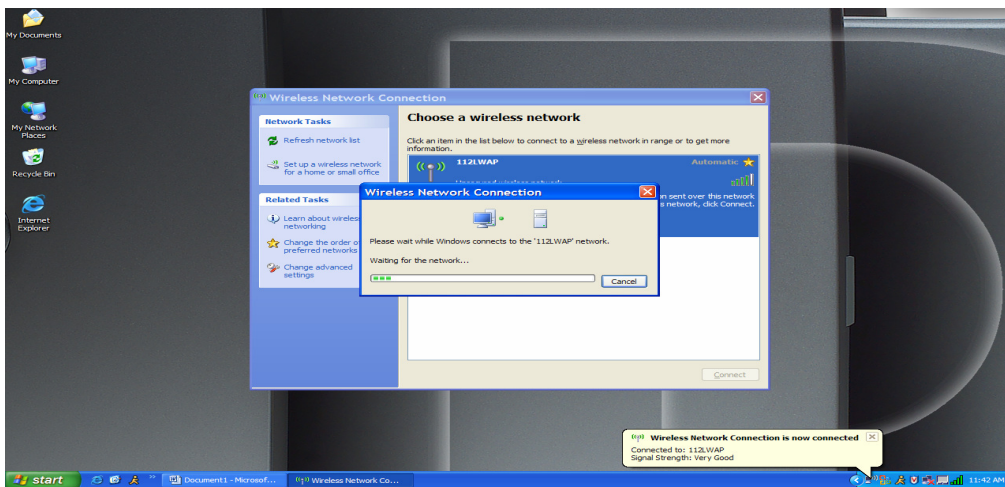 My Documents
My Computer
My Network
Places
Recycle Bin
Internet
Explorer
Wireless Network Connection
Network Tasks
Refresh network list
Set up a wireless network
for a home or small office
Related Tasks
Learn about wireless
networking
Change the order o
preferred networks
Change advanced
settings
Choose a wireless network
Click an item in the list below to connect to a wireless network in range or to get more
information.
112LWAP
Automatic
on sent over this network
s network, click Connect.
Wireless Network Connection
Please wait while Windows connects to the '112LWAP' network.
Waiting for the network...
Cancel
Connect
Wireless Network Connection is now connected
Connected to: 112LWAP
Signal Strength: Very Good
start
Document1 - Microsof...
Wireless Network Co...
11:42 AM